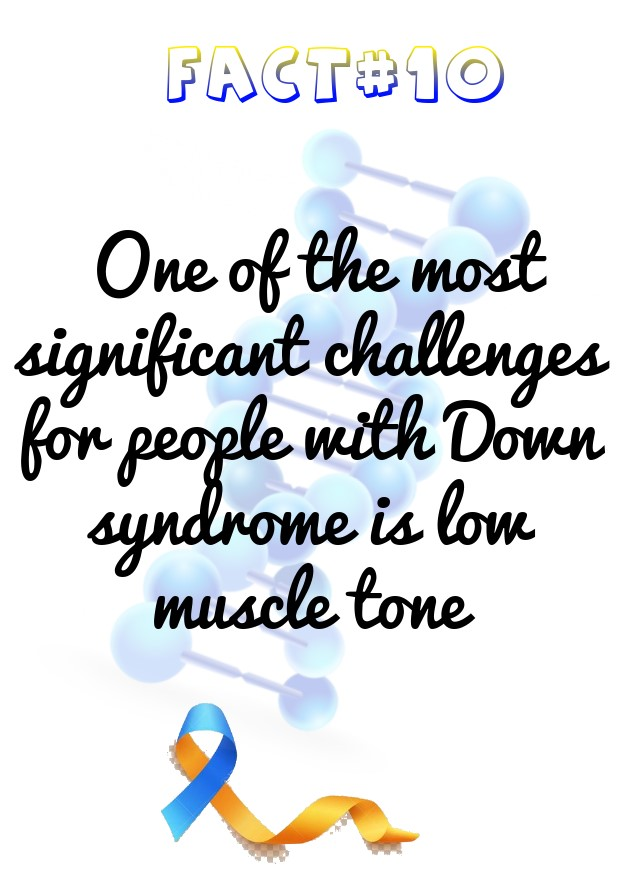 FACT#10
One of the most
significant challenges
for people with Down
syndrome is low
muscle tone